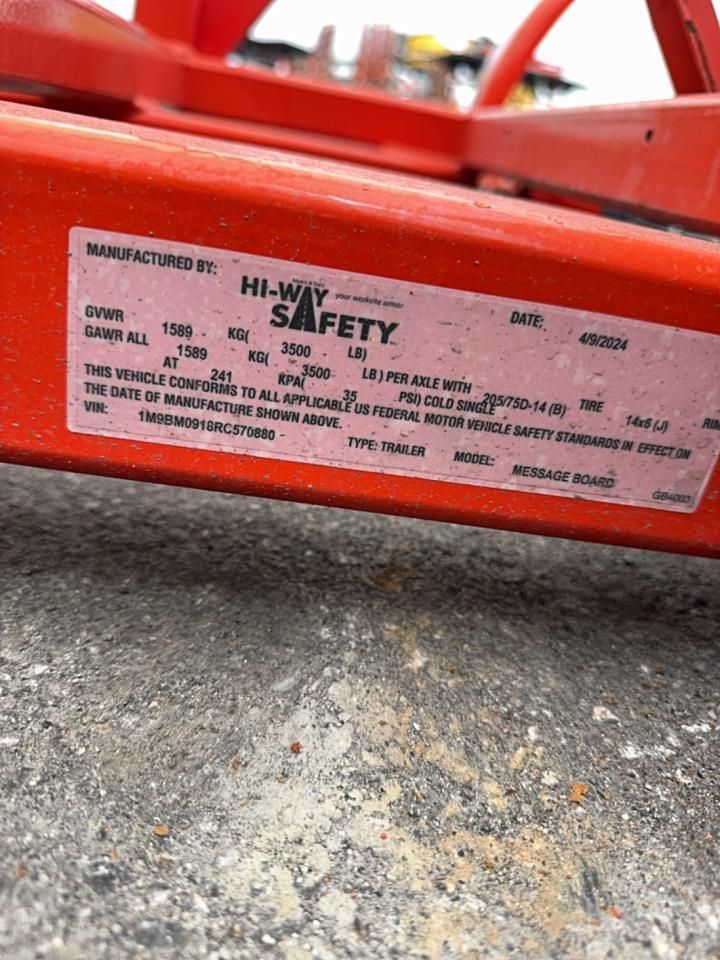 MANUFACTURED BY:
Myers & Sons
HI-WAY your worksite armor
SAFETY
DATE: 4/9/2024
GVWR 1589 KG( 3500 LB)
GAWR ALL 1589 KG( 3500 LB) PER AXLE WITH 205/75D-14 (B) TIRE 14x6 (J) RIM
AT 241 KPA( 35 PSI) COLD SINGLE
THIS VEHICLE CONFORMS TO ALL APPLICABLE US FEDERAL MOTOR VEHICLE SAFETY STANDARDS IN EFFECT ON
THE DATE OF MANUFACTURE SHOWN ABOVE.
VIN: 1M9BM0918RC570880 TYPE: TRAILER MODEL: MESSAGE BOARD
GB4003